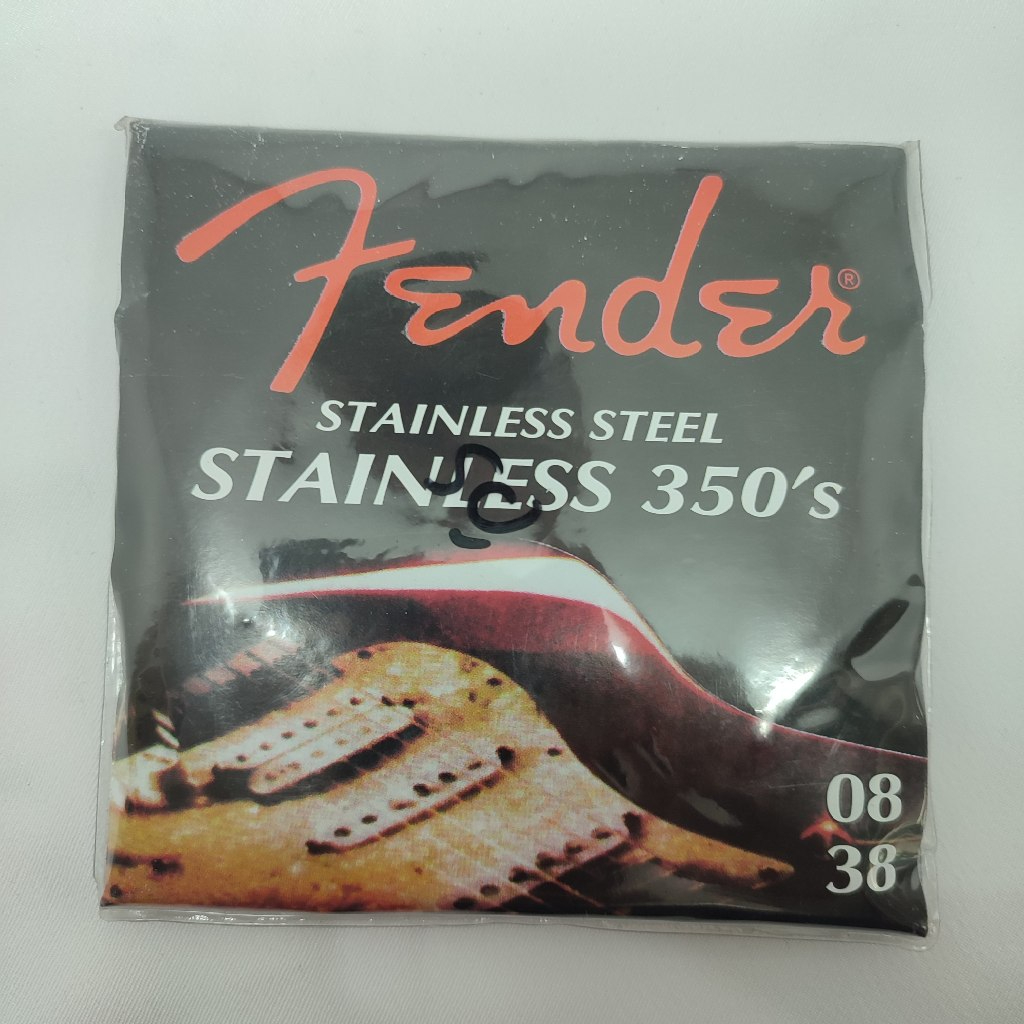 Fender®
STAINLESS STEEL
STAINLESS 350's
08
38